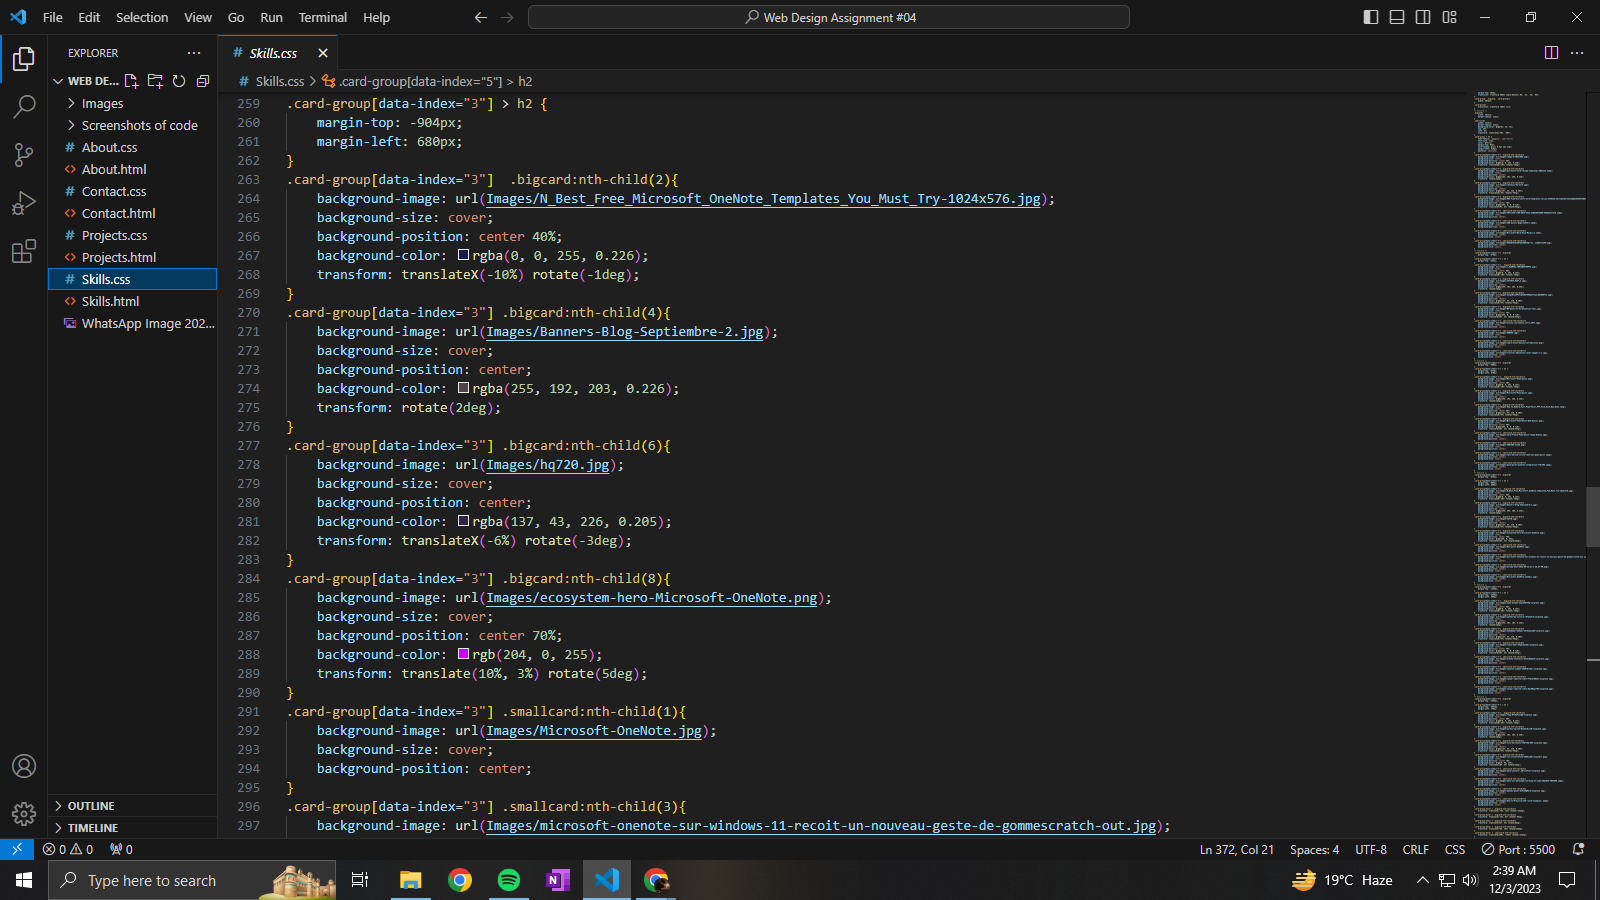 File Edit Selection View Go Run Terminal Help
Web Design Assignment #04
EXPLORER
WEB DE...
Images
Screenshots of code
# About.css
<> About.html
# Contact.css
<> Contact.html
# Projects.css
<> Projects.html
# Skills.css
<> Skills.html
WhatsApp Image 202...
OUTLINE
TIMELINE
# Skills.css
# Skills.css > .card-group[data-index="5"] > h2
259 .card-group[data-index="3"] > h2 {
260 margin-top: -904px;
261 margin-left: 680px;
262 }
263 .card-group[data-index="3"]  .bigcard:nth-child(2){
264 background-image: url(Images/N_Best_Free_Microsoft_OneNote_Templates_You_Must_Try-1024x576.jpg);
265 background-size: cover;
266 background-position: center 40%;
267 background-color: rgba(0, 0, 255, 0.226);
268 transform: translateX(-10%) rotate(-1deg);
269 }
270 .card-group[data-index="3"] .bigcard:nth-child(4){
271 background-image: url(Images/Banners-Blog-Septiembre-2.jpg);
272 background-size: cover;
273 background-position: center;
274 background-color: rgba(255, 192, 203, 0.226);
275 transform: rotate(2deg);
276 }
277 .card-group[data-index="3"] .bigcard:nth-child(6){
278 background-image: url(Images/hq720.jpg);
279 background-size: cover;
280 background-position: center;
281 background-color: rgba(137, 43, 226, 0.205);
282 transform: translateX(-6%) rotate(-3deg);
283 }
284 .card-group[data-index="3"] .bigcard:nth-child(8){
285 background-image: url(Images/ecosystem-hero-Microsoft-OneNote.png);
286 background-size: cover;
287 background-position: center 70%;
288 background-color: rgb(204, 0, 255);
289 transform: translate(10%, 3%) rotate(5deg);
290 }
291 .card-group[data-index="3"] .smallcard:nth-child(1){
292 background-image: url(Images/Microsoft-OneNote.jpg);
293 background-size: cover;
294 background-position: center;
295 }
296 .card-group[data-index="3"] .smallcard:nth-child(3){
297 background-image: url(Images/microsoft-onenote-sur-windows-11-recoit-un-nouveau-geste-de-gommescratch-out.jpg);
0 0 0
Ln 372, Col 21 Spaces: 4 UTF-8 CRLF CSS Port : 5500
Type here to search
19°C Haze
2:39 AM
12/3/2023